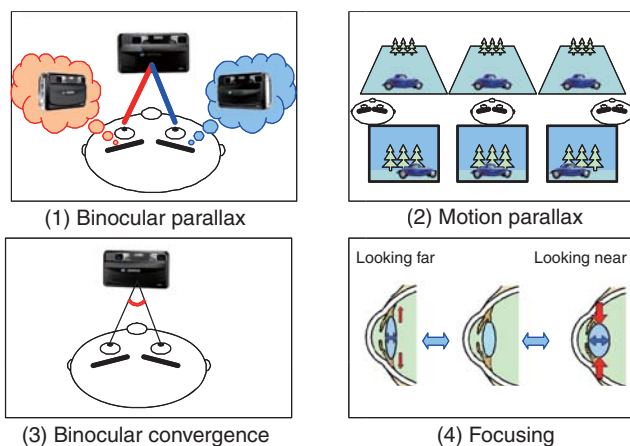 (1) Binocular parallax
(2) Motion parallax
Looking far
Looking near
(3) Binocular convergence
(4) Focusing